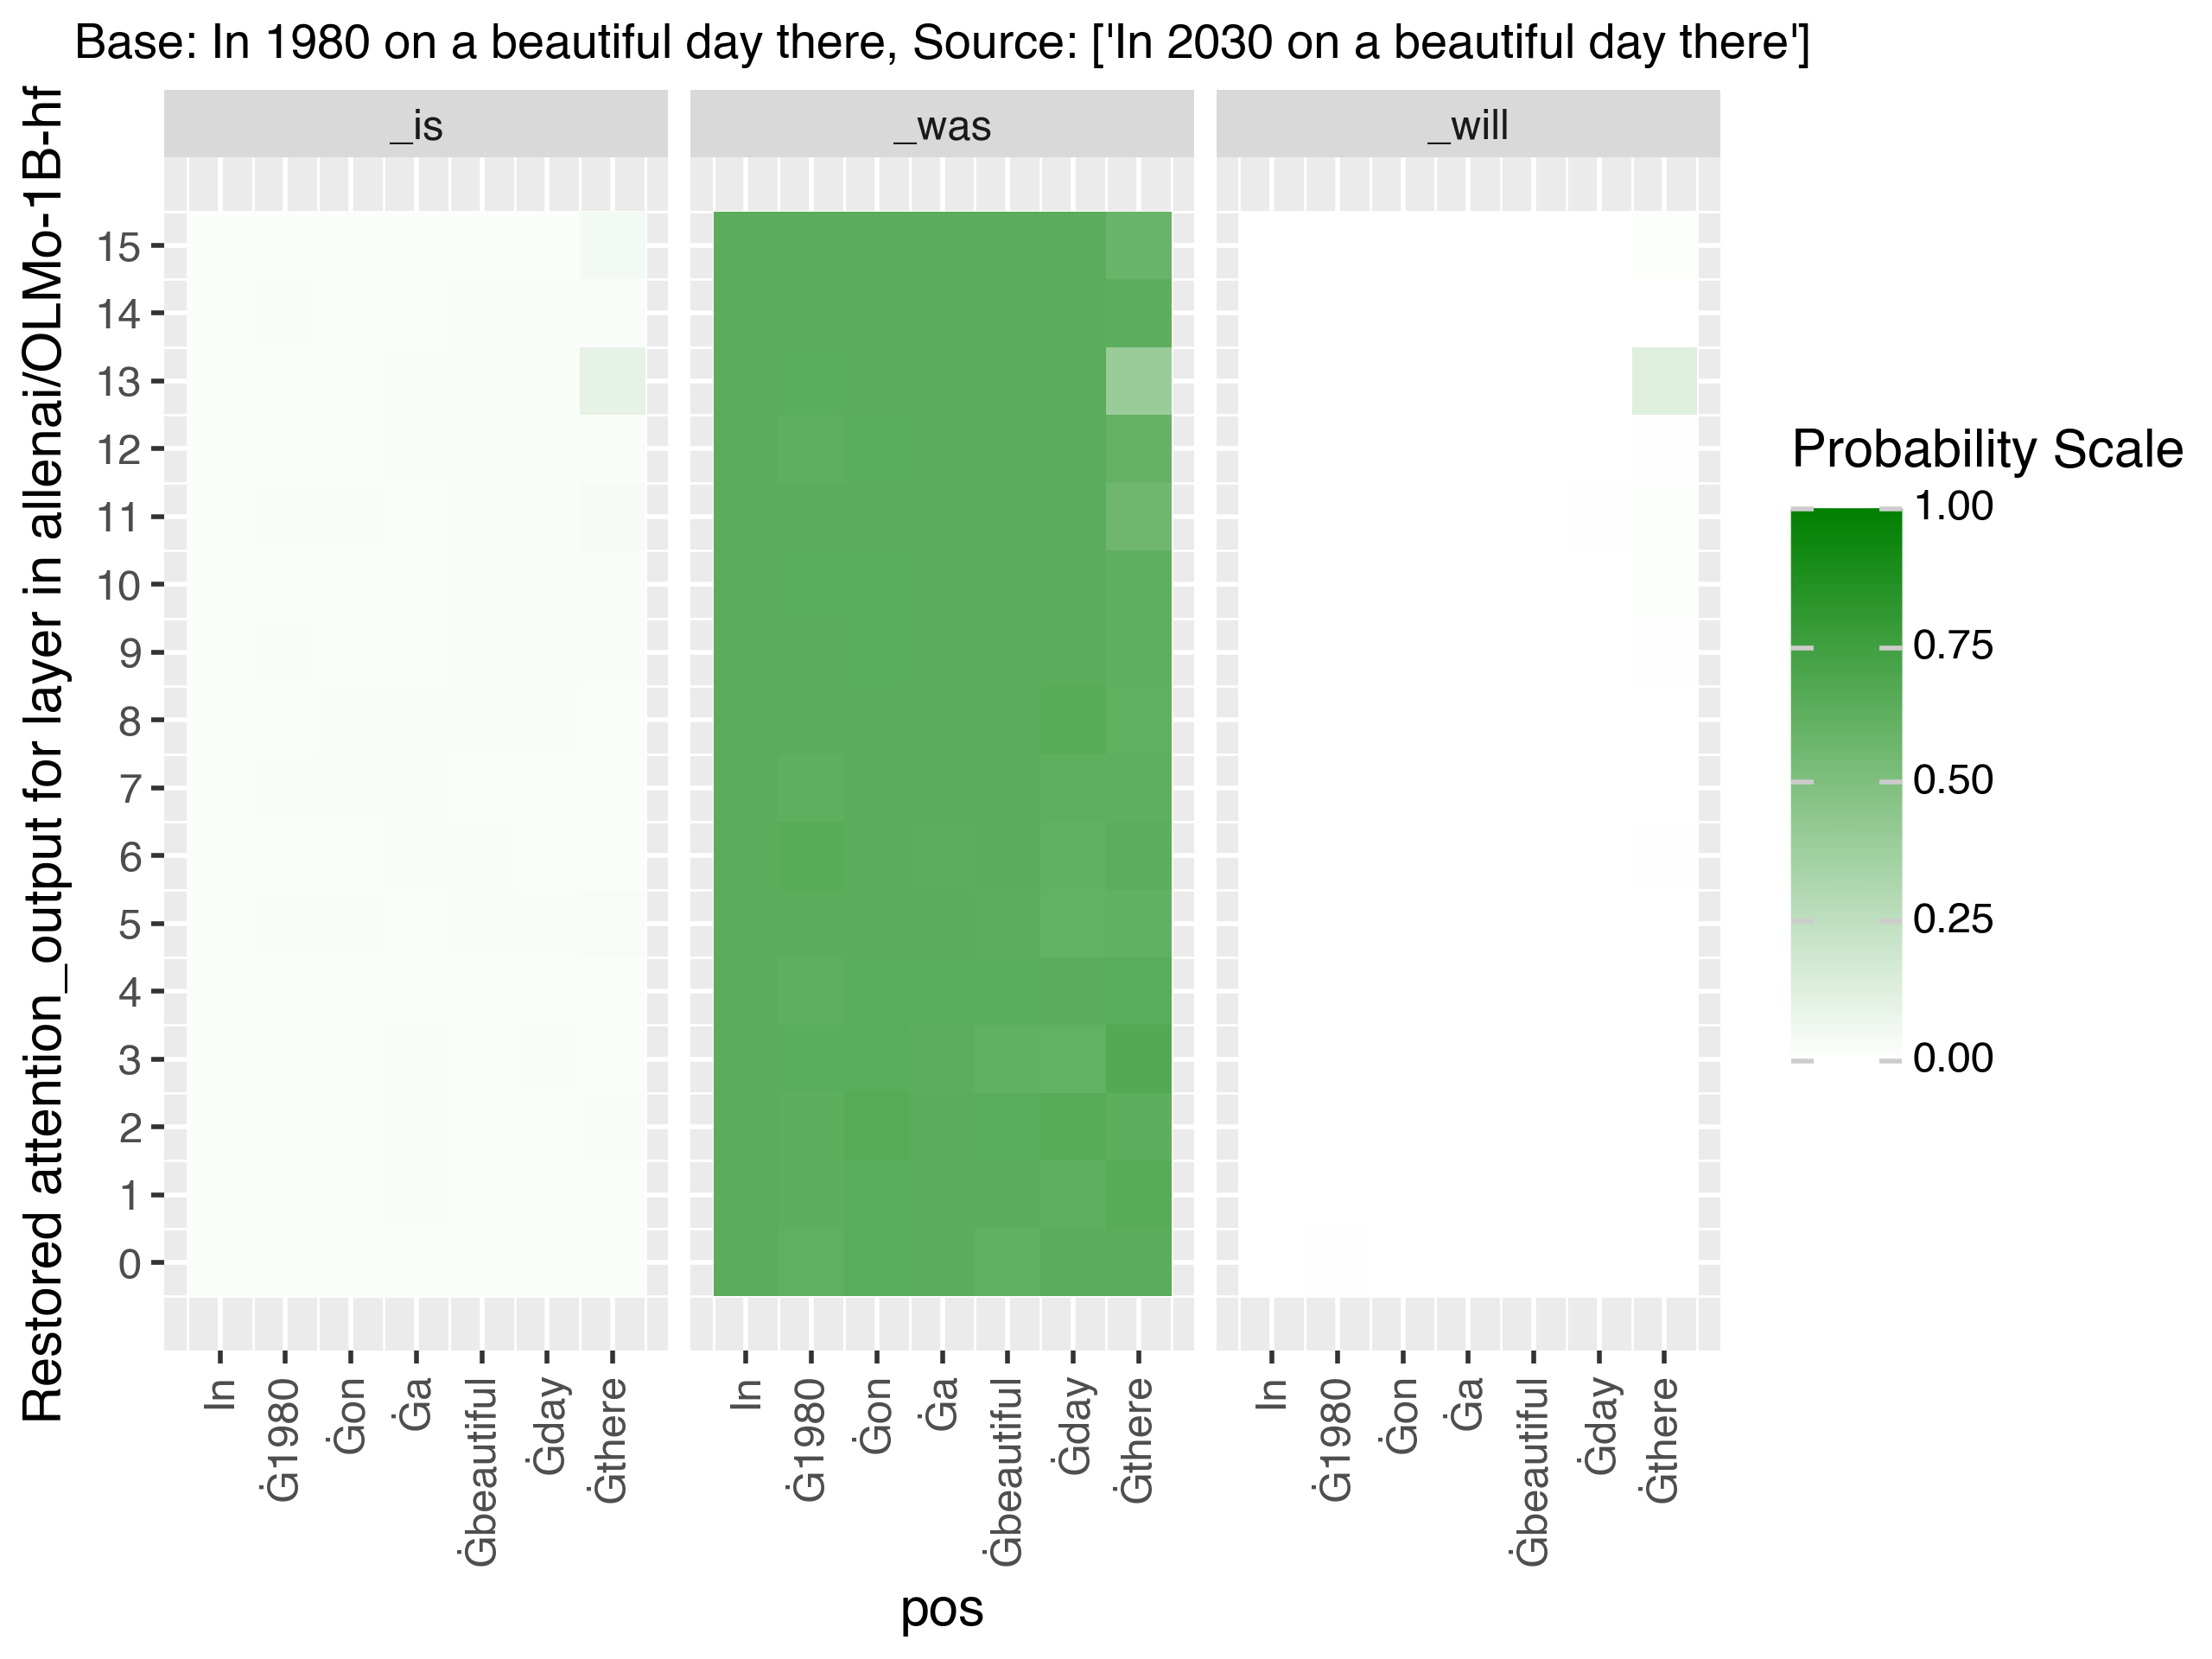 Base: In 1980 on a beautiful day there, Source: ['In 2030 on a beautiful day there']
_is
_was
_will
Restored attention_output for layer in allenai/OLMo-1B-hf
15
14
13
12
11
10
9
8
7
6
5
4
3
2
1
0
In
Ġ1980
Ġon
Ġa
Ġbeautiful
Ġday
Ġthere
In
Ġ1980
Ġon
Ġa
Ġbeautiful
Ġday
Ġthere
In
Ġ1980
Ġon
Ġa
Ġbeautiful
Ġday
Ġthere
pos
Probability Scale
1.00
0.75
0.50
0.25
0.00